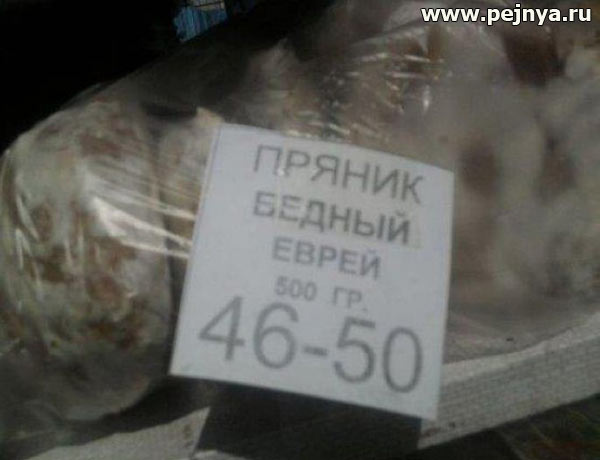 www.pejnya.ru
ПРЯНИК
БЕДНЫЙ
ЕВРЕЙ
500 ГР.
46-50